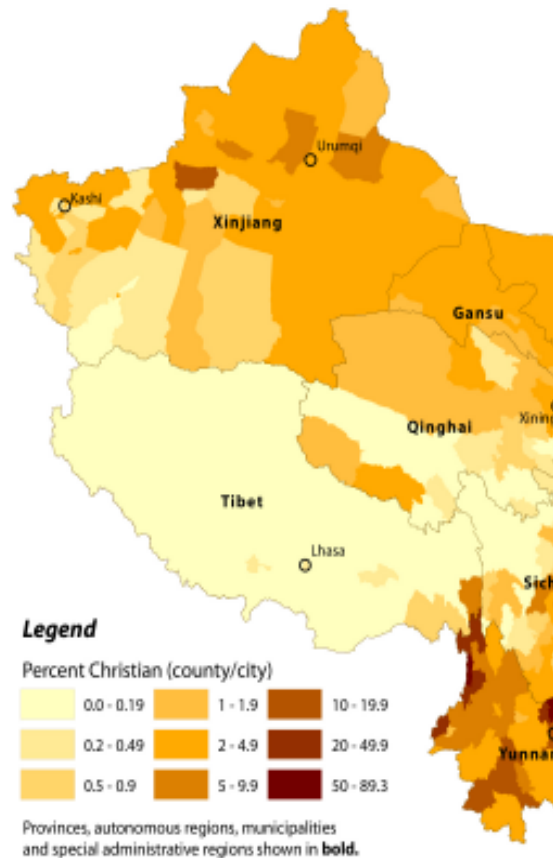 Urumqi
Kashi
Xinjiang
Gansu
Xining
Qinghai
Tibet
Lhasa
Sich
Yunnan
Legend
Percent Christian (county/city)
0.0 - 0.19 1 - 1.9 10 - 19.9
0.2 - 0.49 2 - 4.9 20 - 49.9
0.5 - 0.9 5 - 9.9 50 - 89.3
Provinces, autonomous regions, municipalities
and special administrative regions shown in bold.